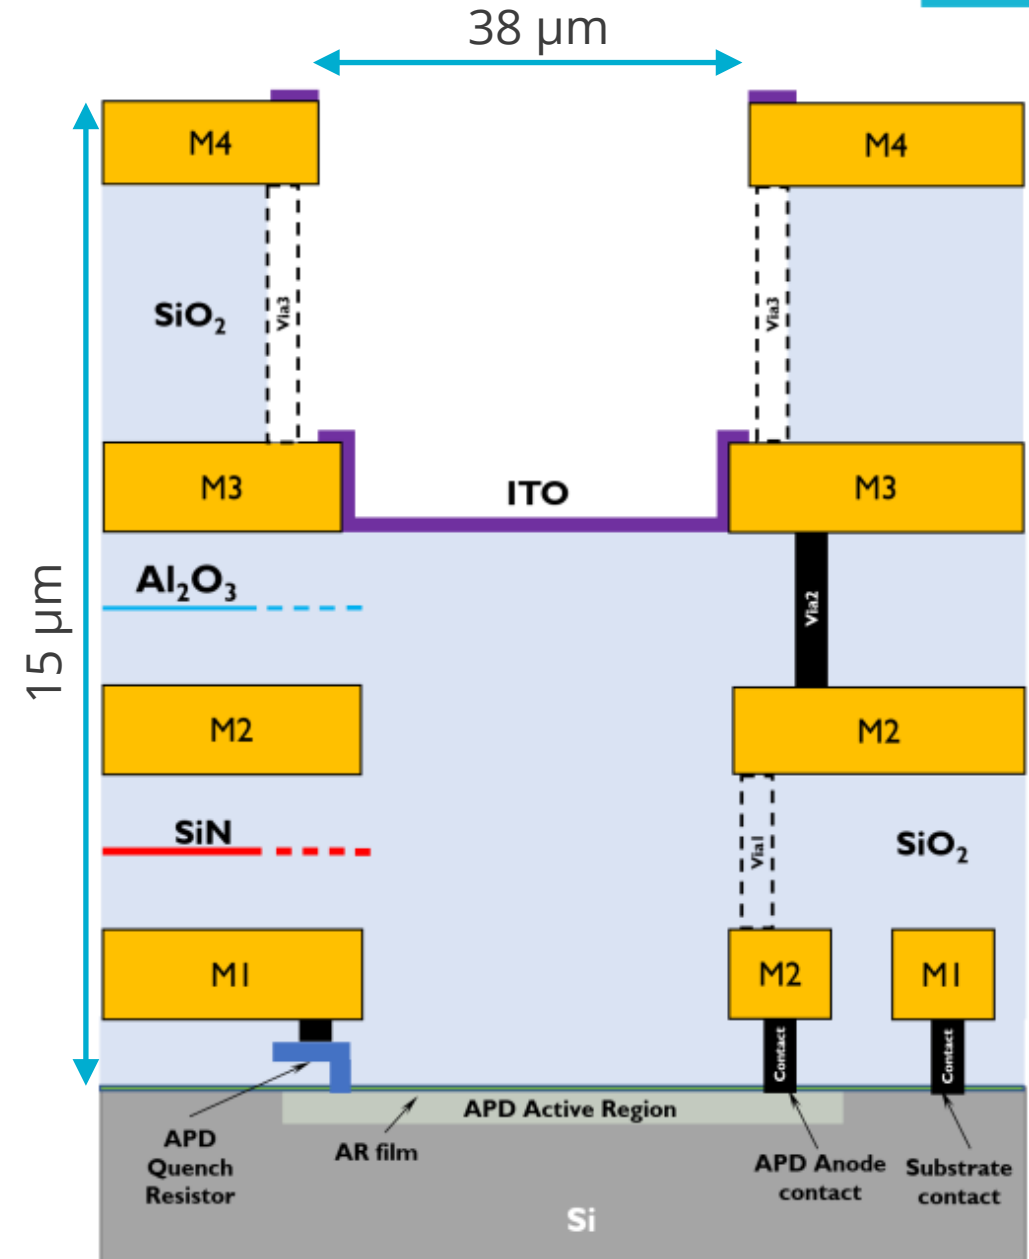 38 µm
M4
M4
15 µm
SiO₂
Via3
Via3
M3
ITO
M3
Al₂O₃
Via2
M2
M2
SiN
Via1
SiO₂
M1
M2
M1
Contact
Contact
APD Active Region
APD
Quench
Resistor
AR film
APD Anode
contact
Substrate
contact
Si